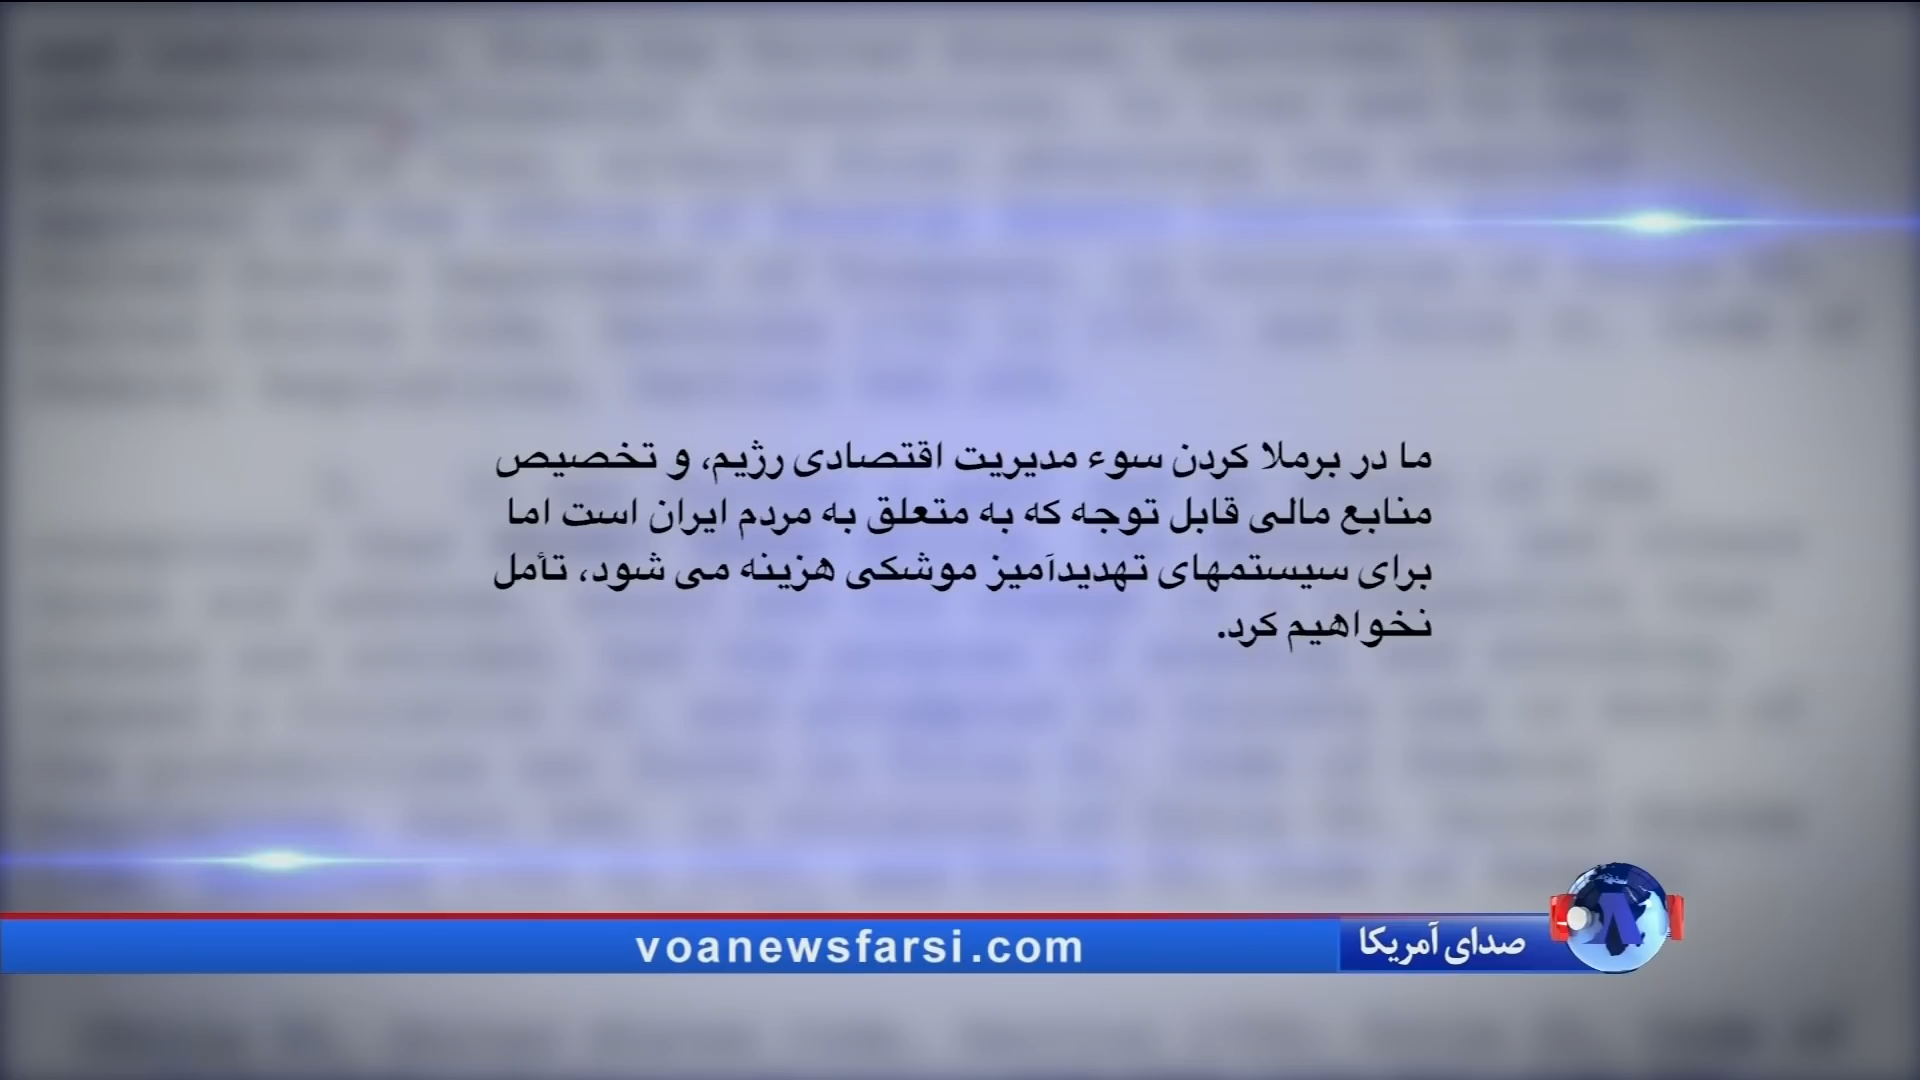 ما در برملا کردن سوء مدیریت اقتصادی رژیم، و تخصیص
منابع مالی قابل توجه که به متعلق به مردم ایران است اما
برای سیستمهای تهدیدآمیز موشکی هزینه می شود، تأمل
نخواهیم کرد.
voanewsfarsi.com
صدای آمریکا